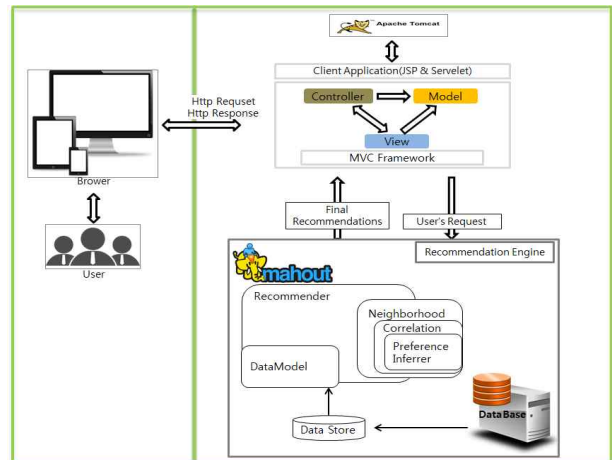 Apache Tomcat
Client Application(JSP & Servelet)
Controller
Model
View
MVC Framework
Http Requset
Http Response
Brower
User
Final
Recommendations
User's Request
Recommendation Engine
mahout
Recommender
Neighborhood
Correlation
Preference
Inferrer
DataModel
Data Store
DataBase